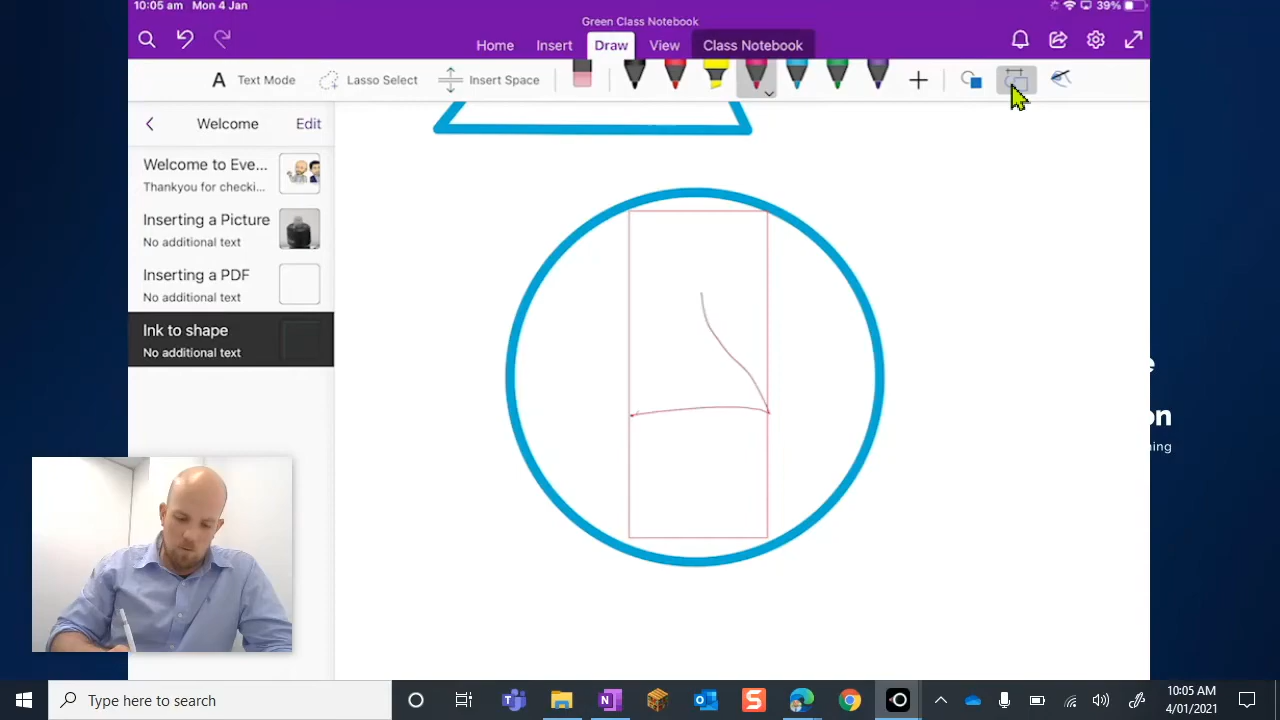 10:05 am Mon 4 Jan
39%
Green Class Notebook
Home Insert Draw View Class Notebook
A Text Mode Lasso Select Insert Space
Welcome Edit
Welcome to Eve...
Thankyou for checki...
Inserting a Picture
No additional text
Inserting a PDF
No additional text
Ink to shape
No additional text
e
on
ning
Type here to search
10:05 AM
4/01/2021